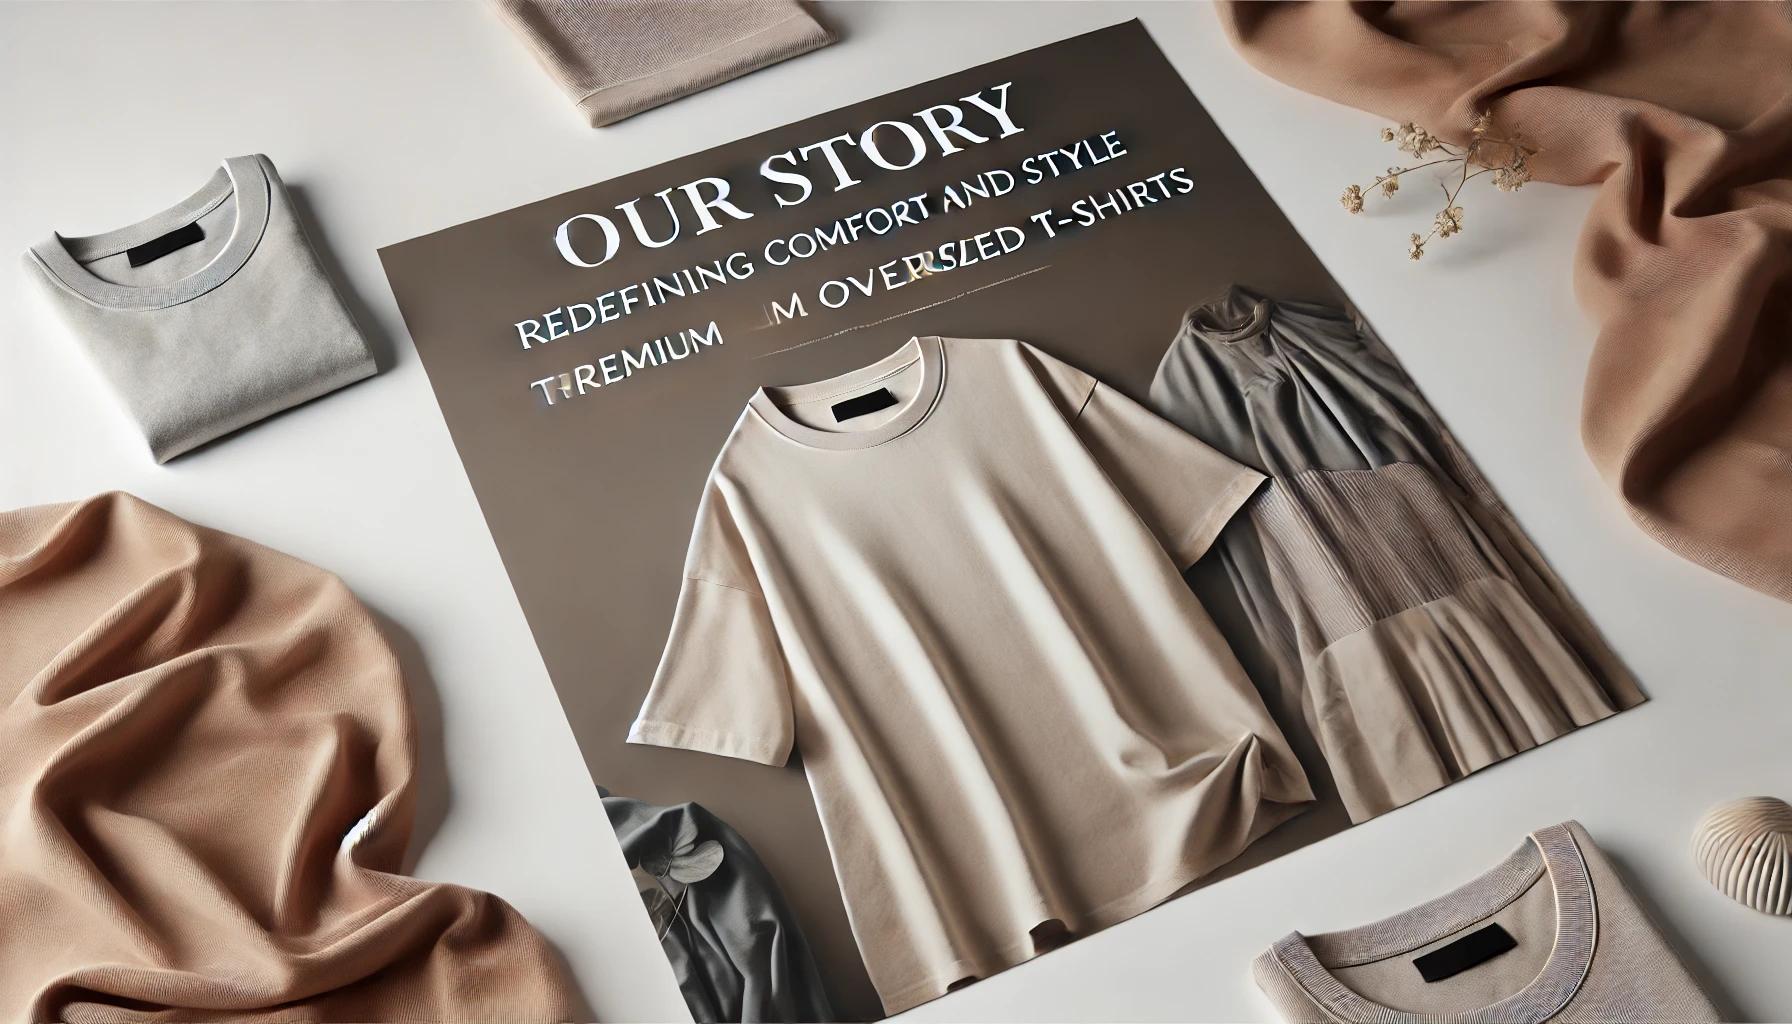 OUR STORY
REDEFINING COMFORT AND STYLE
TREMIUM M OVERSLED T-SHIRTS